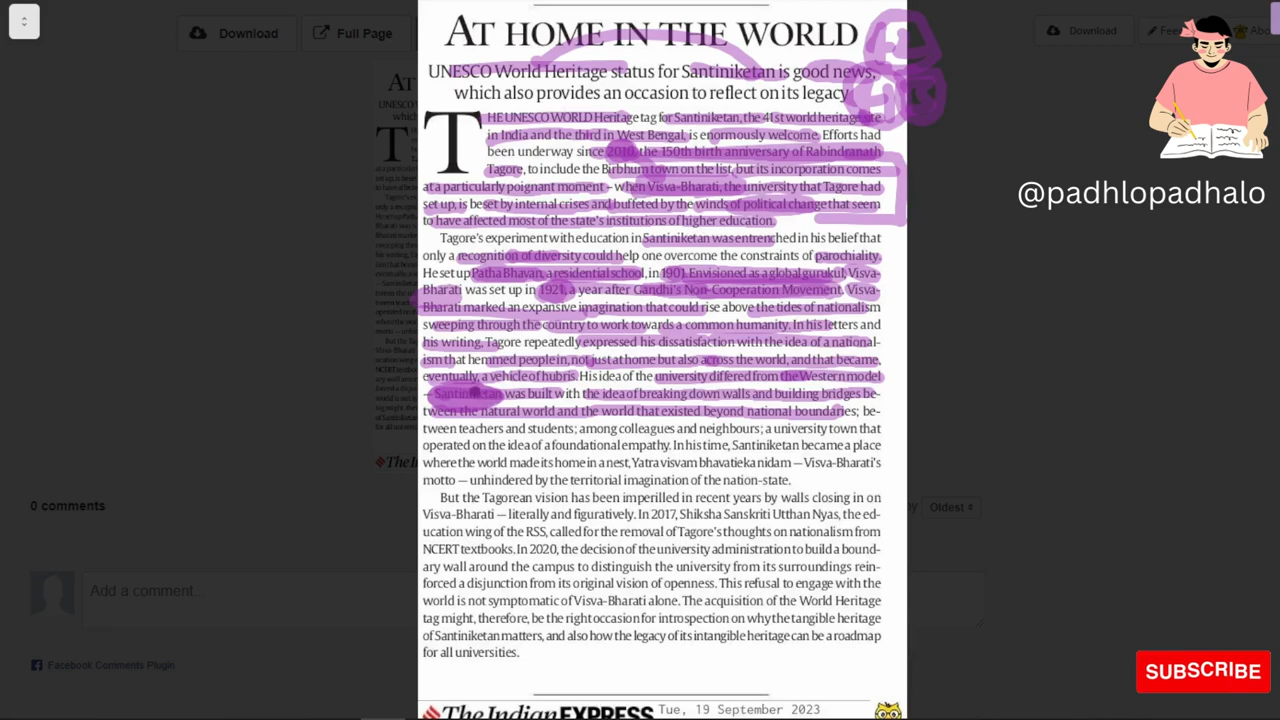 Download
Full Page
AT HOME IN THE WORLD
UNESCO World Heritage status for Santiniketan is good news,
which also provides an occasion to reflect on its legacy
THE UNESCO WORLD Heritage tag for Santiniketan, the 41st world heritage site
in India and the third in West Bengal, is enormously welcome. Efforts had
been underway since 2010, the 150th birth anniversary of Rabindranath
Tagore, to include the Birbhum town on the list, but its incorporation comes
at a particularly poignant moment – when Visva-Bharati, the university that Tagore had
set up, is beset by internal crises and buffeted by the winds of political change that seem
to have affected most of the state's institutions of higher education.
Tagore's experiment with education in Santiniketan was entrenched in his belief that
only a recognition of diversity could help one overcome the constraints of parochiality.
He set up Patha Bhavan, a residential school, in 1901. Envisioned as a global gurukul, Visva-
Bharati was set up in 1921, a year after Gandhi's Non-Cooperation Movement. Visva-
Bharati marked an expansive imagination that could rise above the tides of nationalism
sweeping through the country to work towards a common humanity. In his letters and
his writing, Tagore repeatedly expressed his dissatisfaction with the idea of a national-
ism that hemmed people in, not just at home but also across the world, and that became,
eventually, a vehicle of hubris. His idea of the university differed from the Western model
— Santiniketan was built with the idea of breaking down walls and building bridges be-
tween the natural world and the world that existed beyond national boundaries; be-
tween teachers and students; among colleagues and neighbours; a university town that
operated on the idea of a foundational empathy. In his time, Santiniketan became a place
where the world made its home in a nest, Yatra visvam bhavatieka nidam — Visva-Bharati's
motto — unhindered by the territorial imagination of the nation-state.
But the Tagorean vision has been imperilled in recent years by walls closing in on
Visva-Bharati — literally and figuratively. In 2017, Shiksha Sanskriti Utthan Nyas, the ed-
ucation wing of the RSS, called for the removal of Tagore's thoughts on nationalism from
NCERT textbooks. In 2020, the decision of the university administration to build a bound-
ary wall around the campus to distinguish the university from its surroundings rein-
forced a disjunction from its original vision of openness. This refusal to engage with the
world is not symptomatic of Visva-Bharati alone. The acquisition of the World Heritage
tag might, therefore, be the right occasion for introspection on why the tangible heritage
of Santiniketan matters, and also how the legacy of its intangible heritage can be a roadmap
for all universities.
The Indian EXPRESS Tue, 19 September 2023
Download
@padhlopadhalo
0 comments
Oldest
Add a comment...
Facebook Comments Plugin
SUBSCRIBE